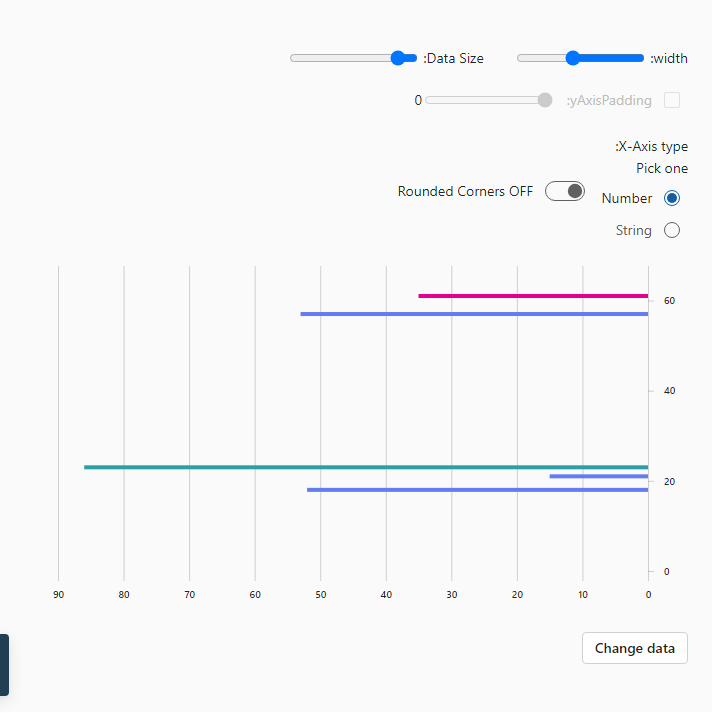 :width
:Data Size
:yAxisPadding
0
:X-Axis type
Pick one
Number
String
Rounded Corners OFF
60
40
20
0
90 80 70 60 50 40 30 20 10 0
Change data